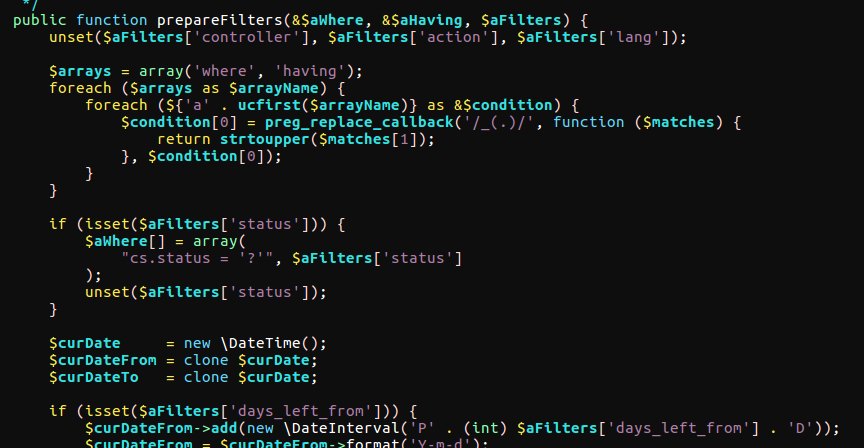 */
public function prepareFilters(&$aWhere, &$aHaving, $aFilters) {
    unset($aFilters['controller'], $aFilters['action'], $aFilters['lang']);

    $arrays = array('where', 'having');
    foreach ($arrays as $arrayName) {
        foreach (${'a' . ucfirst($arrayName)} as &$condition) {
            $condition[0] = preg_replace_callback('/_(.)/', function ($matches) {
                return strtoupper($matches[1]);
            }, $condition[0]);
        }
    }

    if (isset($aFilters['status'])) {
        $aWhere[] = array(
            "cs.status = '?'", $aFilters['status']
        );
        unset($aFilters['status']);
    }

    $curDate     = new \DateTime();
    $curDateFrom = clone $curDate;
    $curDateTo   = clone $curDate;

    if (isset($aFilters['days_left_from'])) {
        $curDateFrom->add(new \DateInterval('P' . (int) $aFilters['days_left_from'] . 'D'));
        $curDateFrom = $curDateFrom->format('Y-m-d');